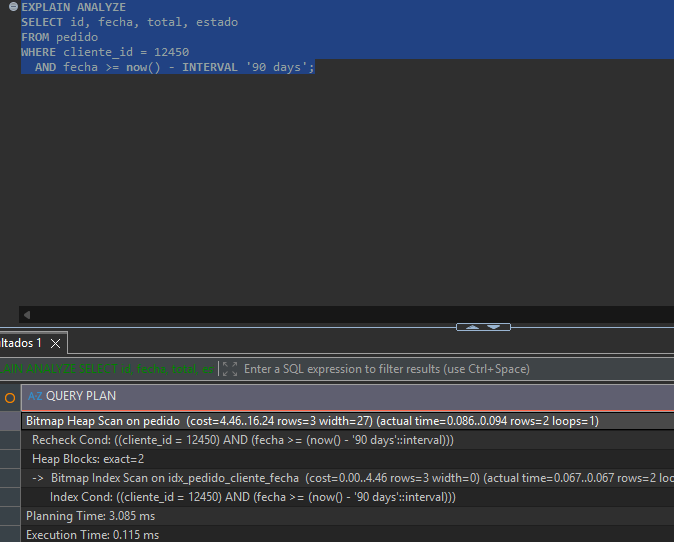 EXPLAIN ANALYZE
SELECT id, fecha, total, estado
FROM pedido
WHERE cliente_id = 12450
AND fecha >= now() - INTERVAL '90 days';
ultados 1
LAIN ANALYZE SELECT id, fecha, total, es
Enter a SQL expression to filter results (use Ctrl+Space)
A-Z QUERY PLAN
Bitmap Heap Scan on pedido (cost=4.46..16.24 rows=3 width=27) (actual time=0.086..0.094 rows=2 loops=1)
Recheck Cond: ((cliente_id = 12450) AND (fecha >= (now() - '90 days'::interval)))
Heap Blocks: exact=2
-> Bitmap Index Scan on idx_pedido_cliente_fecha (cost=0.00..4.46 rows=3 width=0) (actual time=0.067..0.067 rows=2 loo
Index Cond: ((cliente_id = 12450) AND (fecha >= (now() - '90 days'::interval)))
Planning Time: 3.085 ms
Execution Time: 0.115 ms